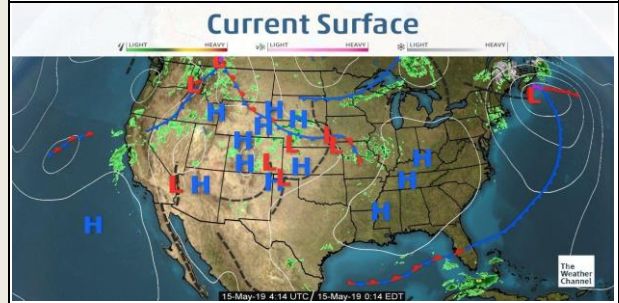 Current Surface
LIGHT HEAVY LIGHT HEAVY LIGHT HEAVY
L
L
L
H
H
H
H
H
L
L
L
H
H
L
H
H
L
H
L
H
H
H
H
The
Weather
Channel
15-May-19 4:14 UTC / 15-May-19 0:14 EDT